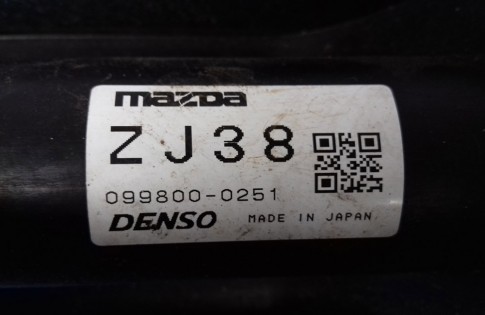 mazda
ZJ38
099800-0251
DENSO MADE IN JAPAN